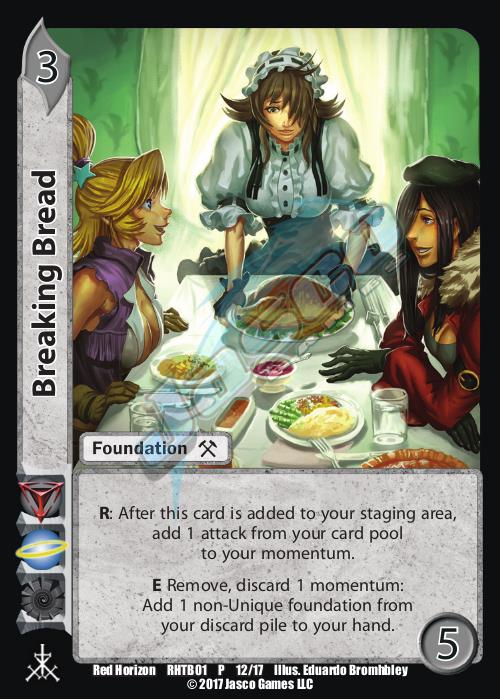 3
Breaking Bread
Foundation
R: After this card is added to your staging area,
add 1 attack from your card pool
to your momentum.
E Remove, discard 1 momentum:
Add 1 non-Unique foundation from
your discard pile to your hand.
5
Red Horizon RHTB01 P 12/17 Illus. Eduardo Bromhbley
© 2017 Jasco Games LLC